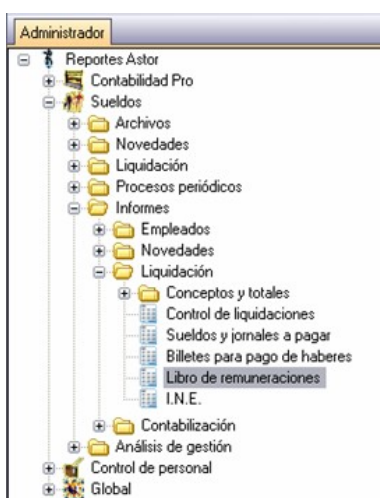 Administrador
Reportes Astor
Contabilidad Pro
Sueldos
Archivos
Novedades
Liquidación
Procesos periódicos
Informes
Empleados
Novedades
Liquidación
Conceptos y totales
Control de liquidaciones
Sueldos y jornales a pagar
Billetes para pago de haberes
Libro de remuneraciones
I.N.E.
Contabilización
Análisis de gestión
Control de personal
Global